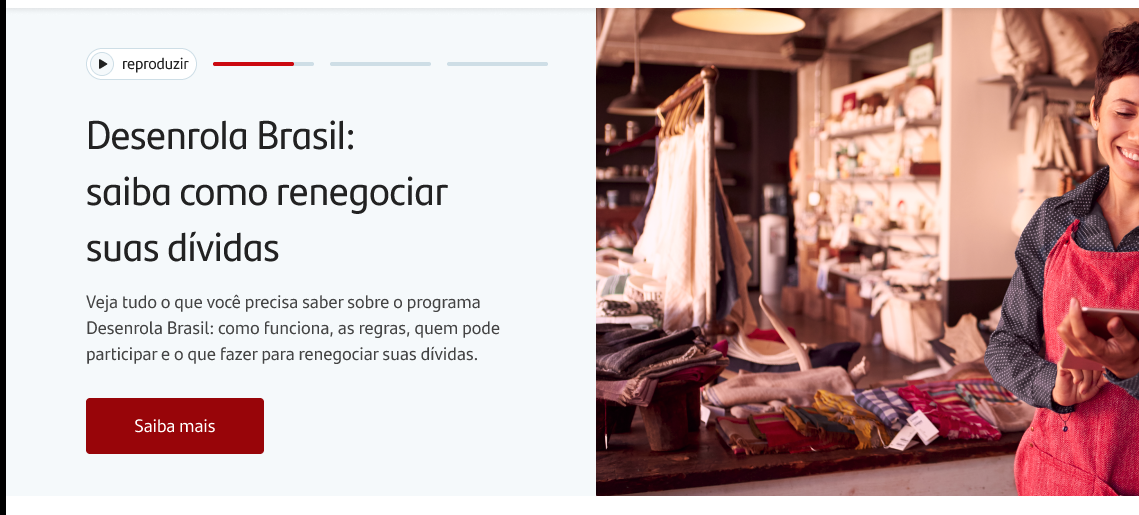 reproduzir
Desenrola Brasil:
saiba como renegociar
suas dívidas
Veja tudo o que você precisa saber sobre o programa
Desenrola Brasil: como funciona, as regras, quem pode
participar e o que fazer para renegociar suas dívidas.
Saiba mais